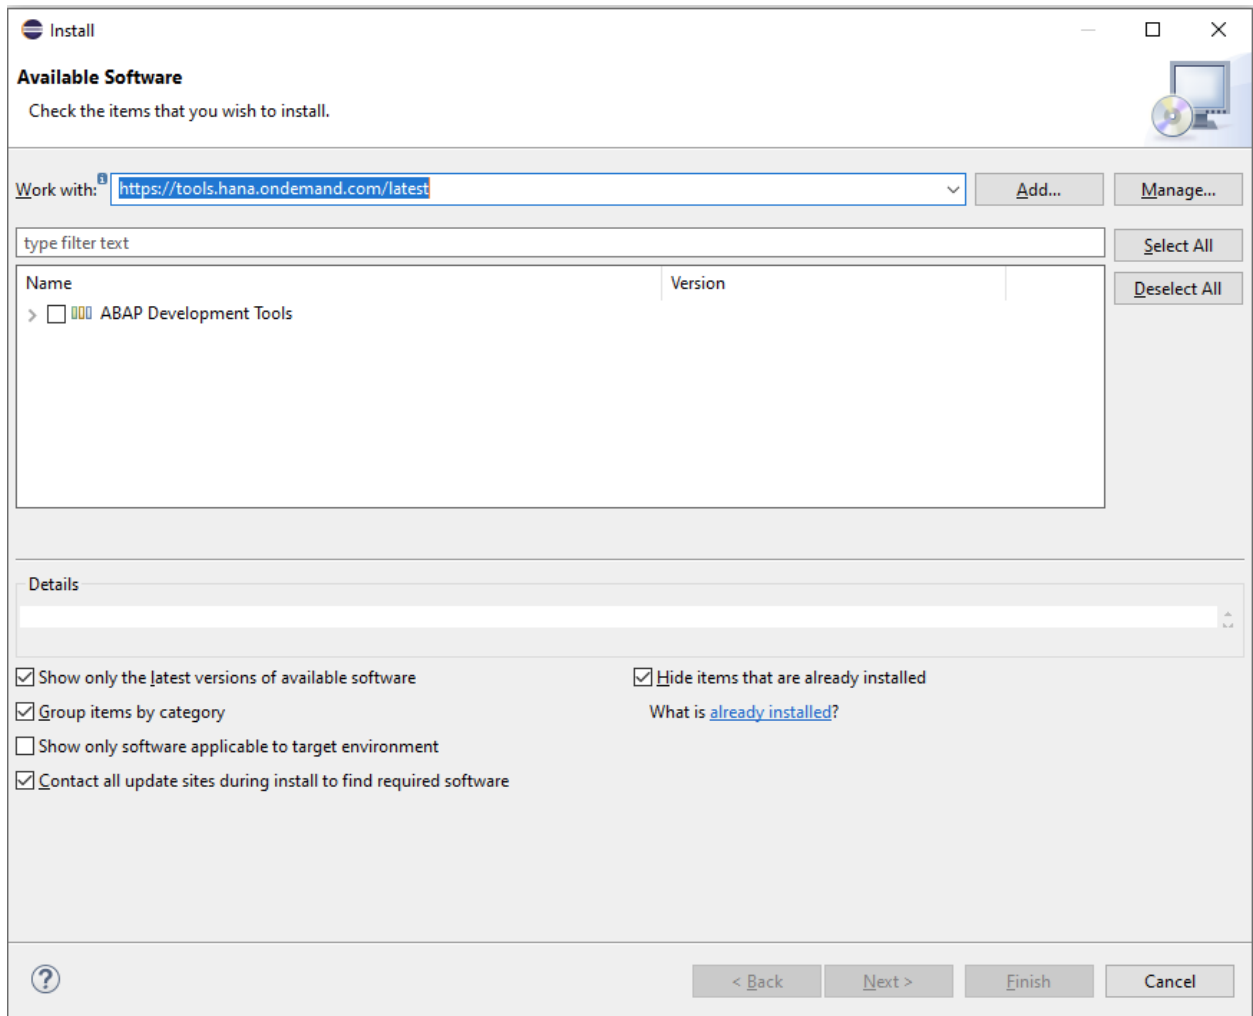 Install
Available Software
Check the items that you wish to install.
Work with: https://tools.hana.ondemand.com/latest Add... Manage...
type filter text Select All
Name Version Deselect All
ABAP Development Tools
Details
Show only the latest versions of available software Hide items that are already installed
Group items by category What is already installed?
Show only software applicable to target environment
Contact all update sites during install to find required software
? < Back Next > Finish Cancel